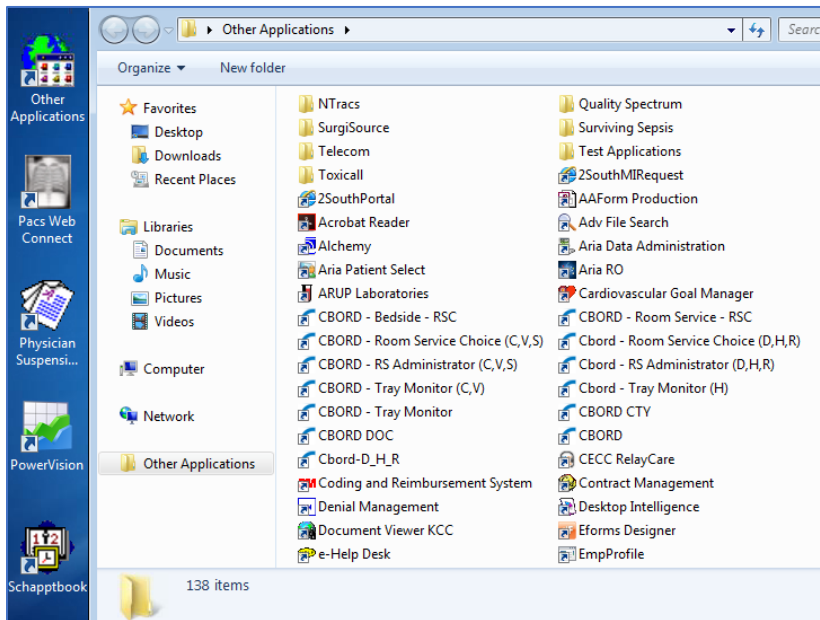 Other Applications
Searc
Organize
New folder
Other
Applications
Pacs Web
Connect
Physician
Suspensi...
PowerVision
Schapptbook
Favorites
Desktop
Downloads
Recent Places
Libraries
Documents
Music
Pictures
Videos
Computer
Network
Other Applications
NTracs
Quality Spectrum
SurgiSource
Surviving Sepsis
Telecom
Test Applications
Toxicall
2SouthMIRequest
2SouthPortal
AAForm Production
Acrobat Reader
Adv File Search
Alchemy
Aria Data Administration
Aria Patient Select
Aria RO
ARUP Laboratories
Cardiovascular Goal Manager
CBORD - Bedside - RSC
CBORD - Room Service - RSC
CBORD - Room Service Choice (C,V,S)
Cbord - Room Service Choice (D,H,R)
CBORD - RS Administrator (C,V,S)
Cbord - RS Administrator (D,H,R)
CBORD - Tray Monitor (C,V)
Cbord - Tray Monitor (H)
CBORD - Tray Monitor
CBORD CTY
CBORD DOC
CBORD
Cbord-D_H_R
CECC RelayCare
Coding and Reimbursement System
Contract Management
Denial Management
Desktop Intelligence
Document Viewer KCC
Eforms Designer
e-Help Desk
EmpProfile
138 items